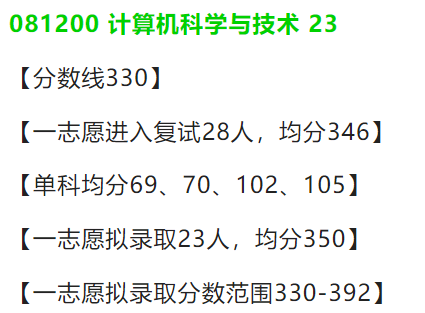 081200 计算机科学与技术 23
【分数线330】
【一志愿进入复试28人，均分346】
【单科均分69、70、102、105】
【一志愿拟录取23人，均分350】
【一志愿拟录取分数范围330-392】